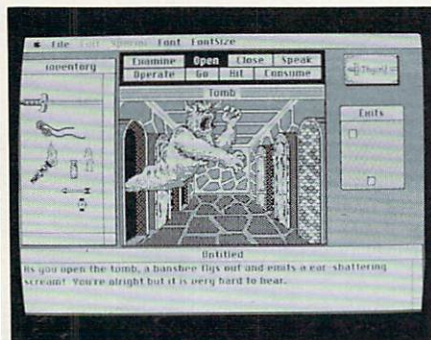 File Edit Special Font FontSize
inventory
Examine Open Close Speak
Operate Go Hit Consume
Tomb
Exits
Untitled
As you open the tomb, a banshee flys out and emits a ear-shattering
scream! You're alright but it is very hard to hear.